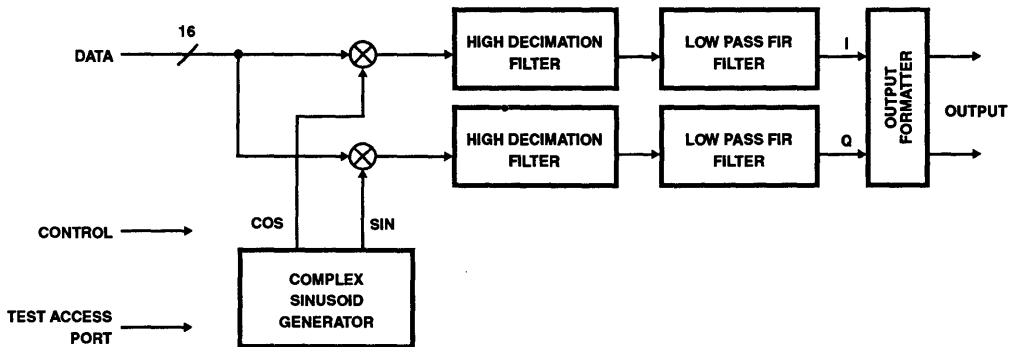 16
DATA
HIGH DECIMATION
FILTER
LOW PASS FIR
FILTER
I
OUTPUT
FORMATTER
OUTPUT
HIGH DECIMATION
FILTER
LOW PASS FIR
FILTER
Q
COS
SIN
CONTROL
COMPLEX
SINUSOID
GENERATOR
TEST ACCESS
PORT